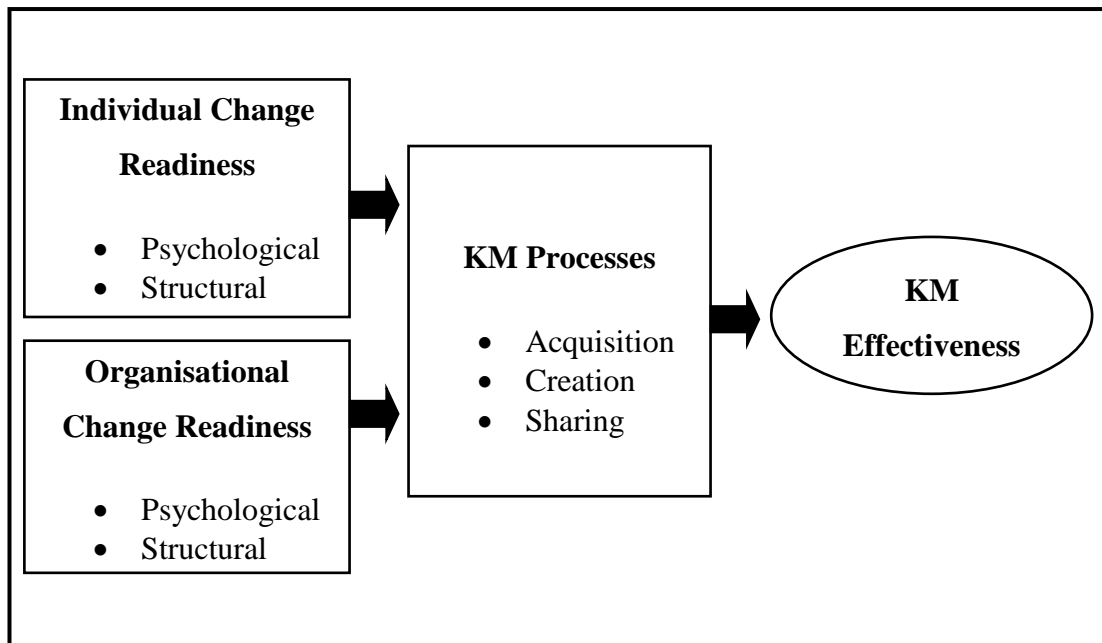 Individual Change
Readiness
• Psychological
• Structural
Organisational
Change Readiness
• Psychological
• Structural
KM Processes
• Acquisition
• Creation
• Sharing
KM
Effectiveness